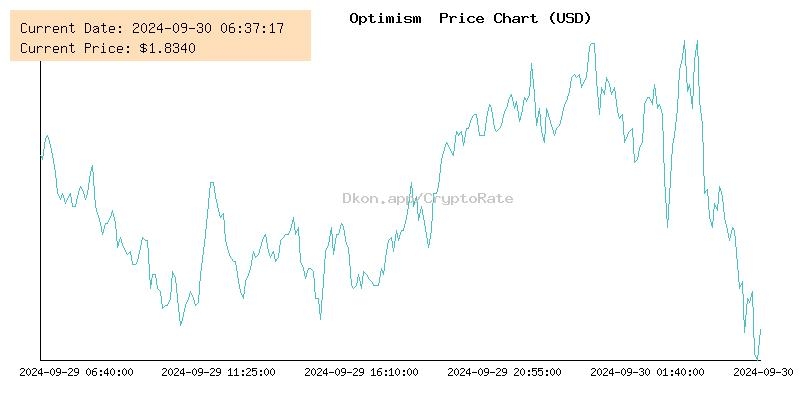 Optimism  Price Chart (USD)
Current Date: 2024-09-30 06:37:17
Current Price: $1.8340
Dkon.app/CryptoRate
2024-09-29 06:40:00 2024-09-29 11:25:00 2024-09-29 16:10:00 2024-09-29 20:55:00 2024-09-30 01:40:00 2024-09-30